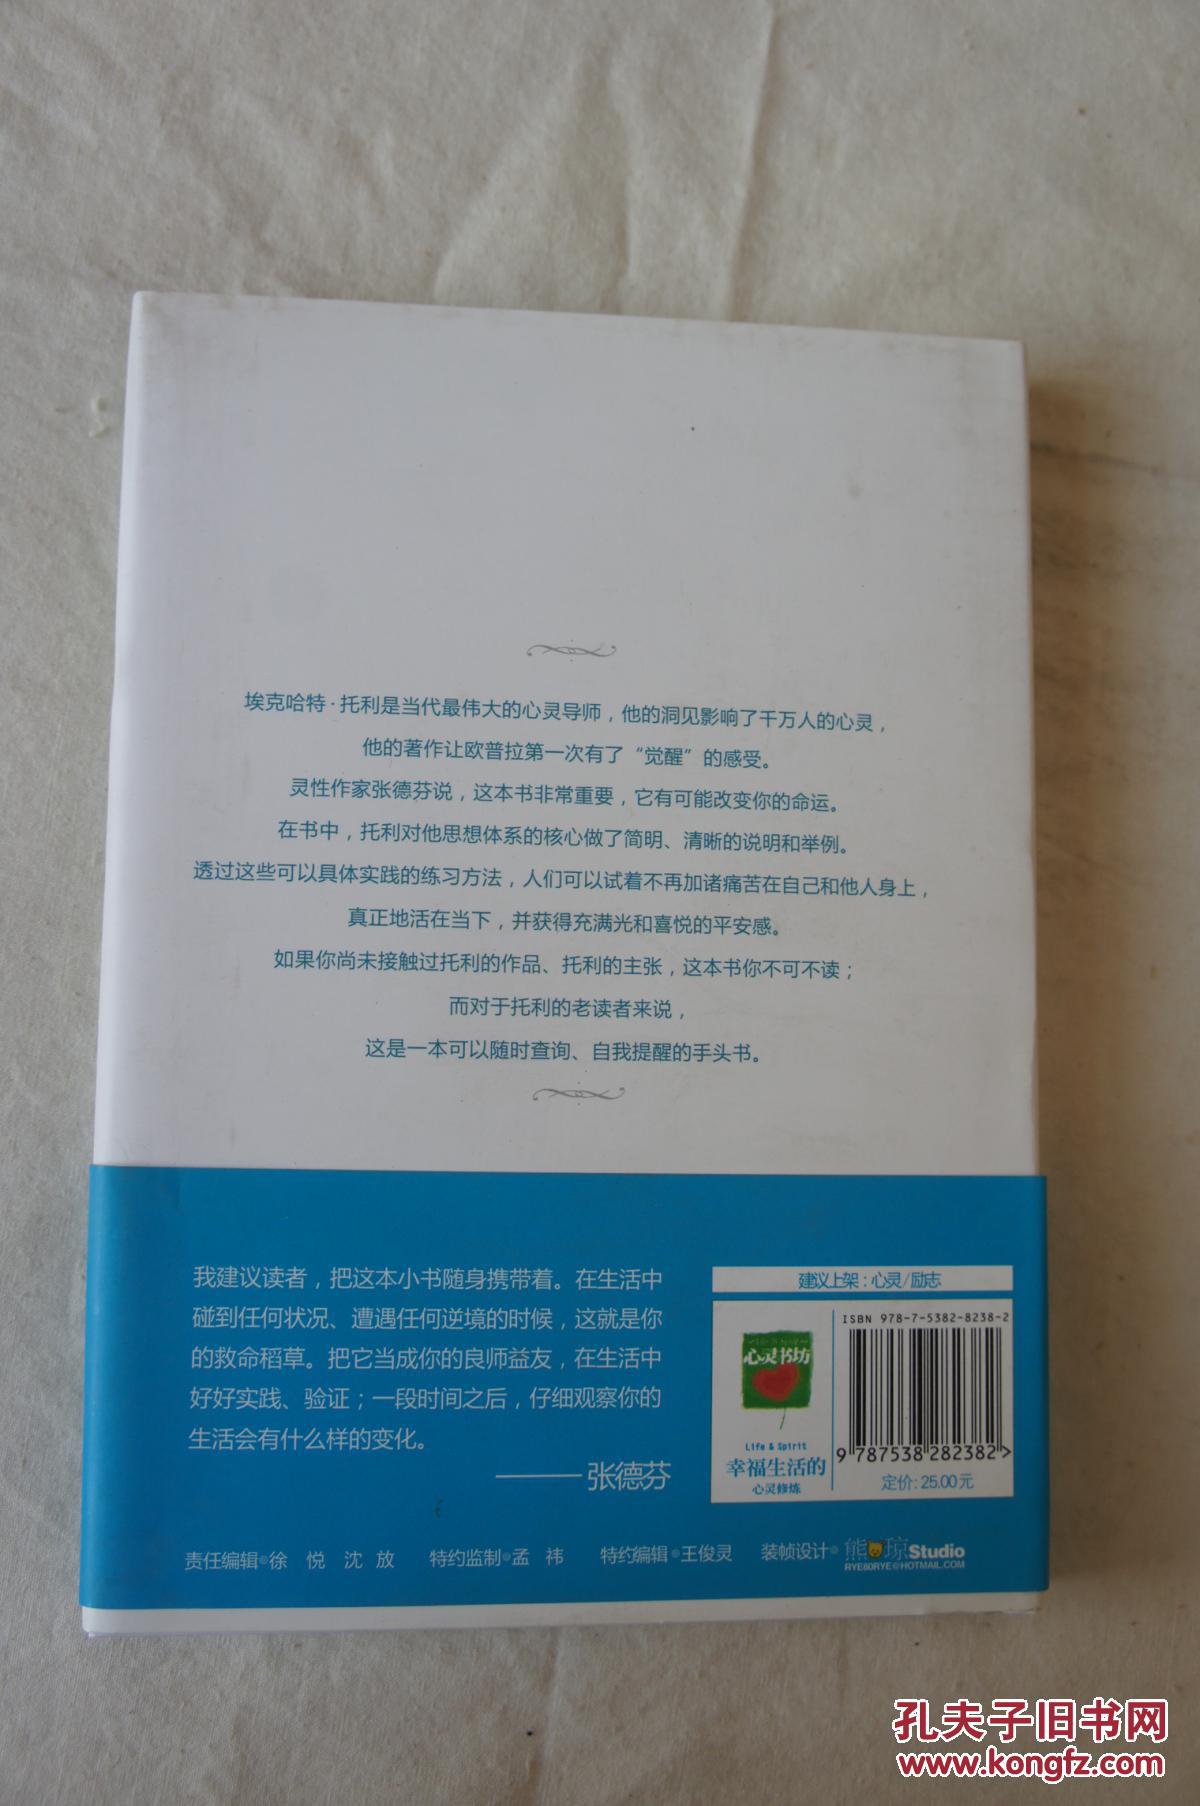 埃克哈特·托利是当代最伟大的心灵导师，他的洞见影响了千万人的心灵，
他的著作让欧普拉第一次有了“觉醒”的感受。
灵性作家张德芬说，这本书非常重要，它有可能改变你的命运。
在书中，托利对他思想体系的核心做了简明、清晰的说明和举例。
透过这些可以具体实践的练习方法，人们可以试着不再加诸痛苦在自己和他人身上，
真正地活在当下，并获得充满光和喜悦的平安感。
如果你尚未接触过托利的作品、托利的主张，这本书你不可不读；
而对于托利的老读者来说，
这是一本可以随时查询、自我提醒的手头书。
我建议读者，把这本小书随身携带着。在生活中
碰到任何状况、遭遇任何逆境的时候，这就是你
的救命稻草。把它当成你的良师益友，在生活中
好好实践、验证；一段时间之后，仔细观察你的
生活会有什么样的变化。
——张德芬
建议上架：心灵/励志
ISBN 978-7-5382-8238-2
心灵书坊
Life & Spirit
幸福生活的
心灵修炼
9 787538 282382>
定价：25.00元
责任编辑 徐 悦 沈 放 特约监制 孟 祎 特约编辑 王俊灵 装帧设计 熊 琼 Studio
RYE80RYE@HOTMAIL.COM
孔夫子旧书网
www.kongfz.com